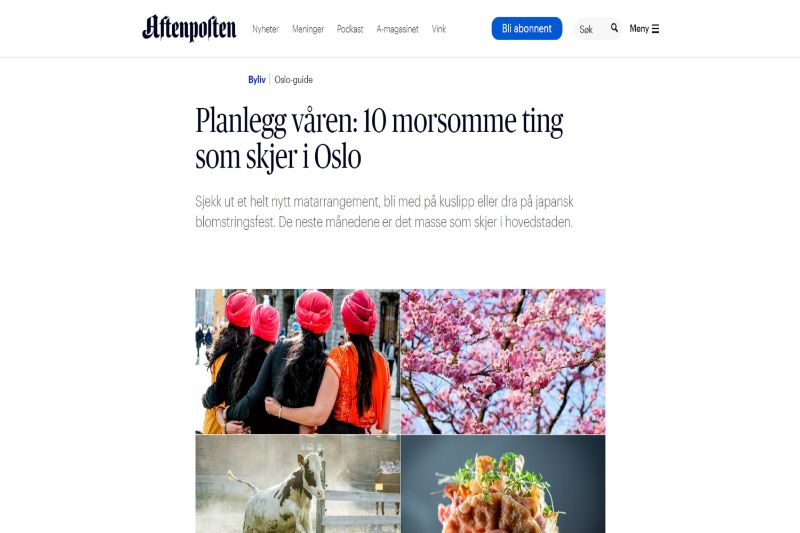 Aftenposten
Nyheter Meninger Podkast A-magasinet Vink
Bli abonnent
Søk
Meny
Byliv Oslo-guide
Planlegg våren: 10 morsomme ting
som skjer i Oslo
Sjekk ut et helt nytt matarrangement, bli med på kuslipp eller dra på japansk
blomstringsfest. De neste månedene er det masse som skjer i hovedstaden.